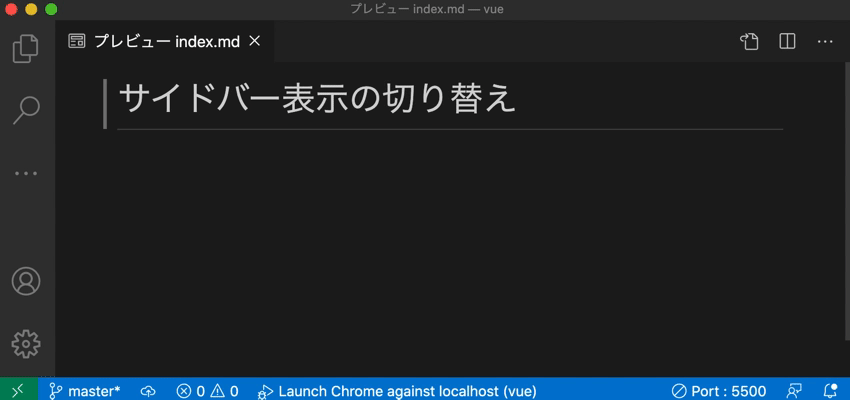 プレビュー index.md — vue
プレビュー index.md
サイドバー表示の切り替え
master* 0 0 Launch Chrome against localhost (vue) Port : 5500